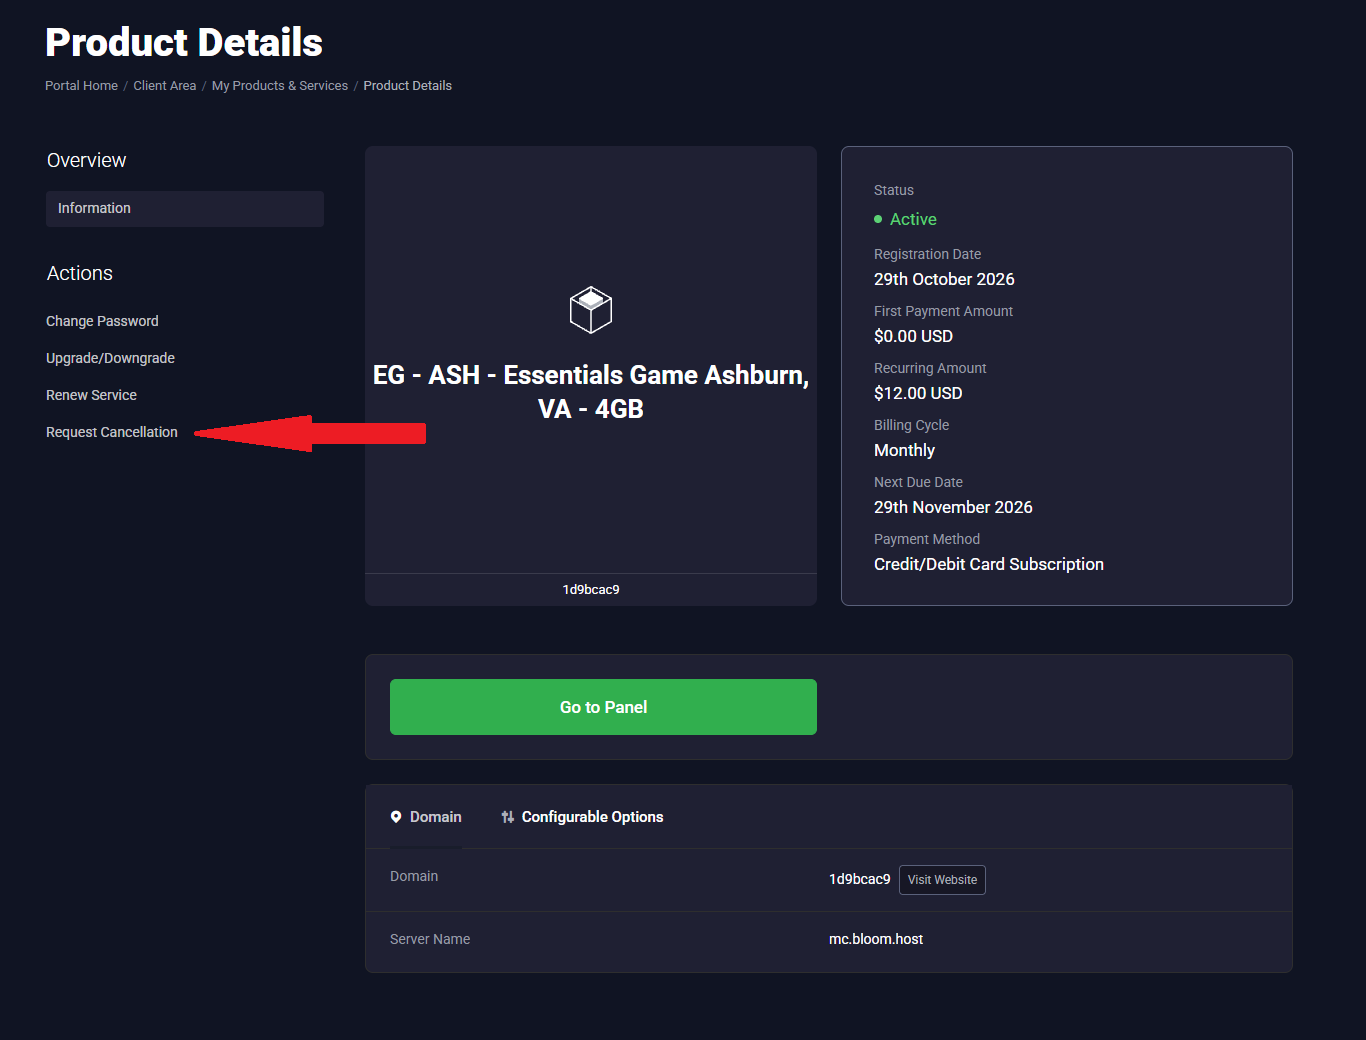 Product Details
Portal Home / Client Area / My Products & Services / Product Details
Overview
Information
Actions
Change Password
Upgrade/Downgrade
Renew Service
Request Cancellation
EG - ASH - Essentials Game Ashburn,
VA - 4GB
1d9bcac9
Status
Active
Registration Date
29th October 2026
First Payment Amount
$0.00 USD
Recurring Amount
$12.00 USD
Billing Cycle
Monthly
Next Due Date
29th November 2026
Payment Method
Credit/Debit Card Subscription
Go to Panel
Domain Configurable Options
Domain 1d9bcac9 Visit Website
Server Name mc.bloom.host